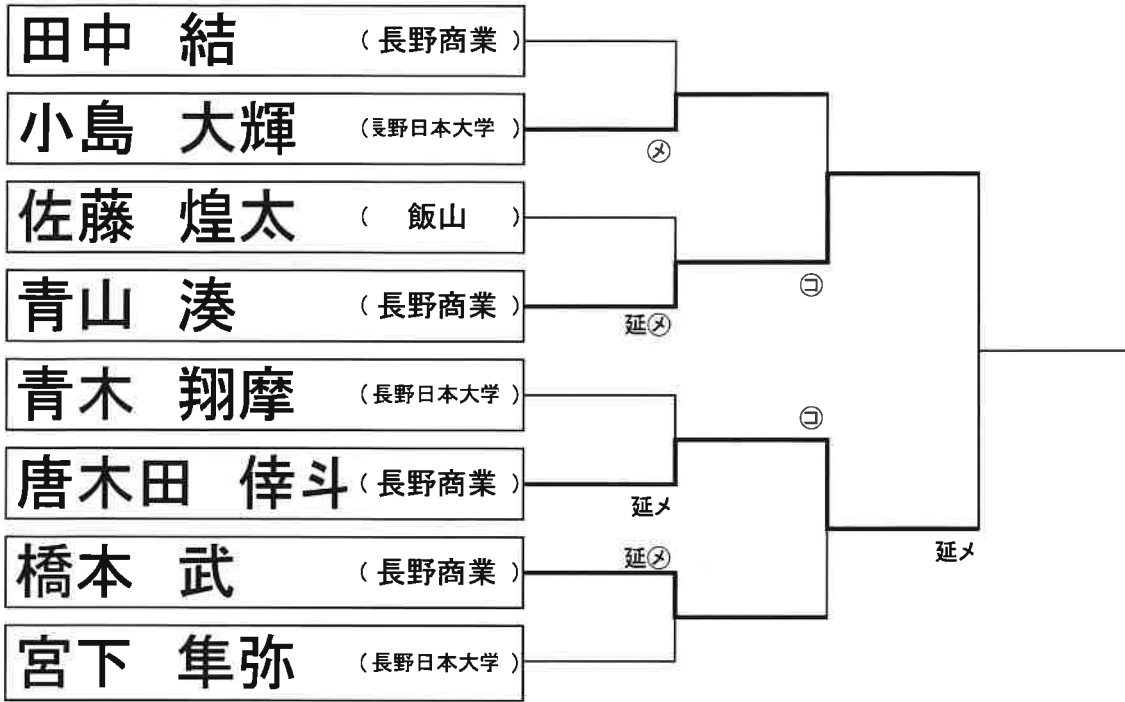 田中 結 (長野商業)
小島 大輝 (長野日本大学)
㋱
佐藤 煌太 (飯山)
㋙
青山 湊 (長野商業)
延㋱
青木 翔摩 (長野日本大学)
㋙
唐木田 倖斗 (長野商業)
延メ
延メ
延㋱
橋本 武 (長野商業)
宮下 隼弥 (長野日本大学)